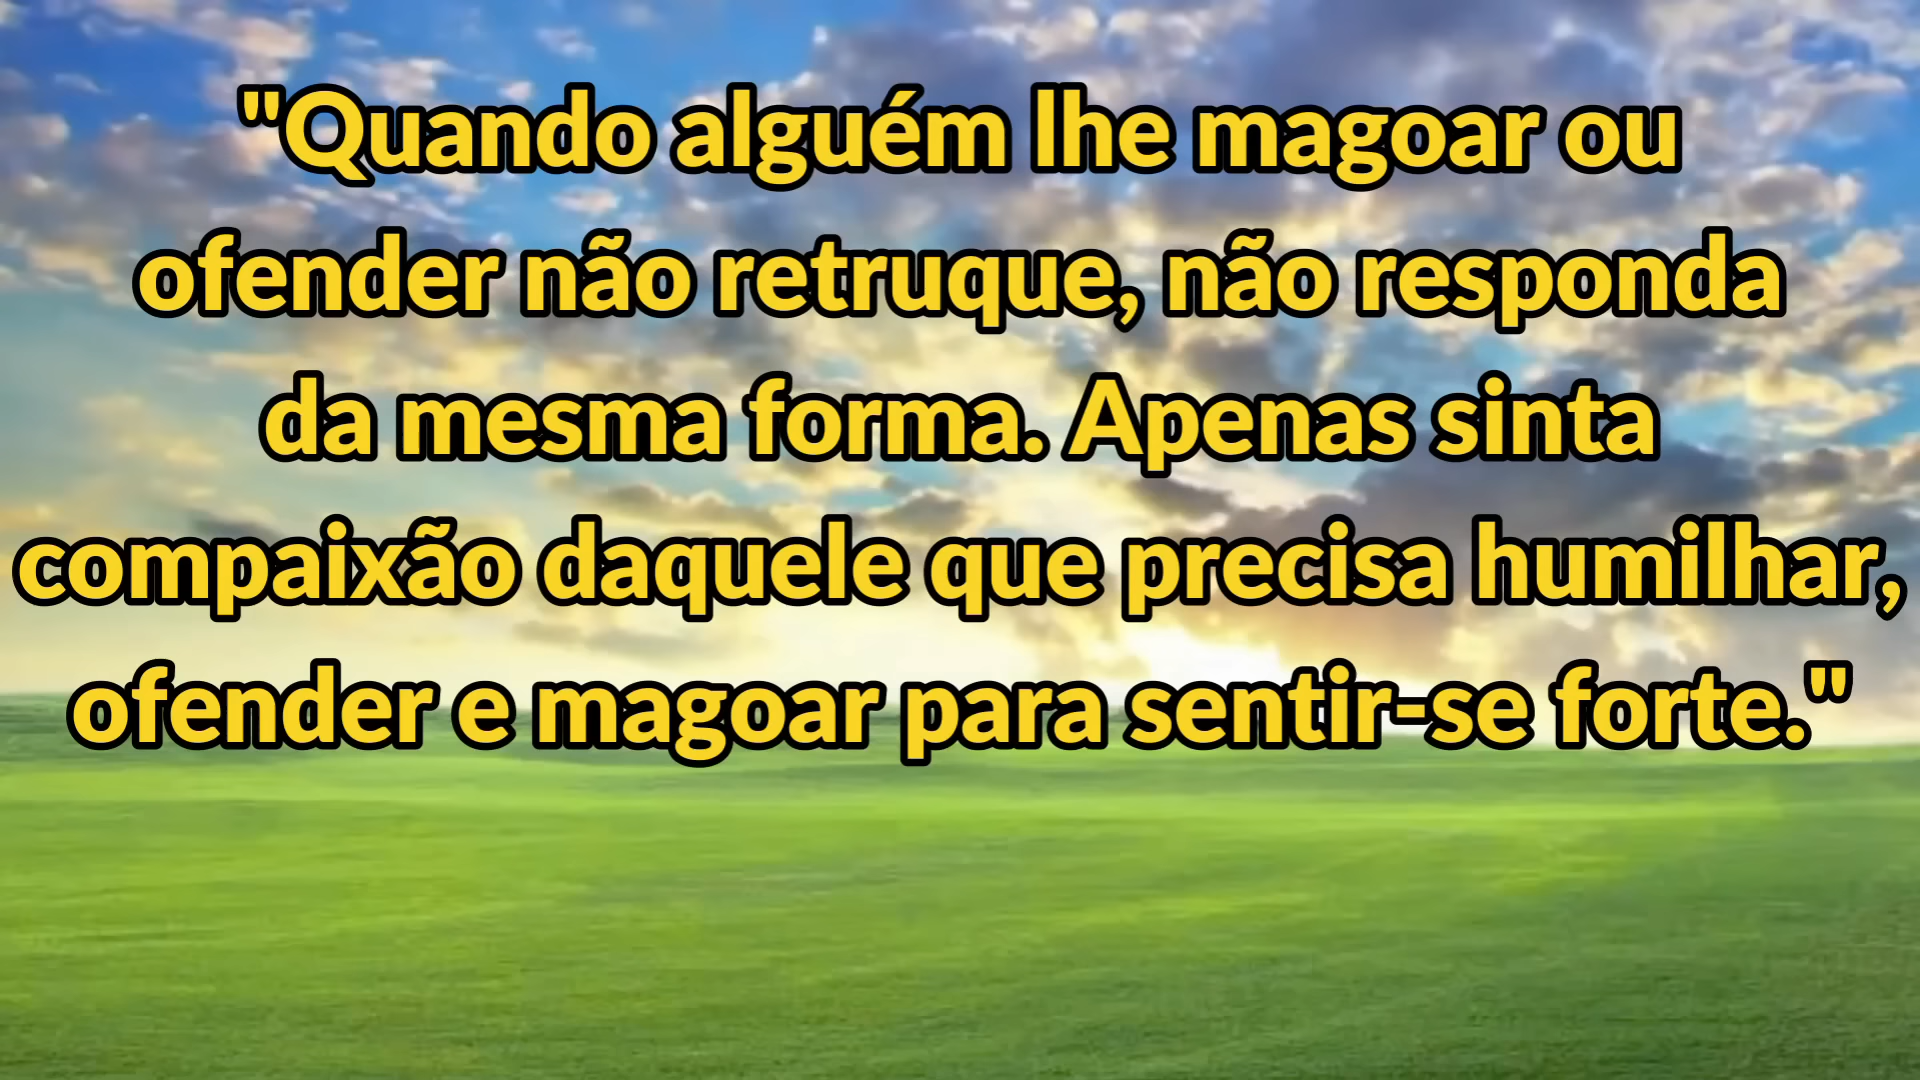 "Quando alguém lhe magoar ou
ofender não retruque, não responda
da mesma forma. Apenas sinta
compaixão daquele que precisa humilhar,
ofender e magoar para sentir-se forte."